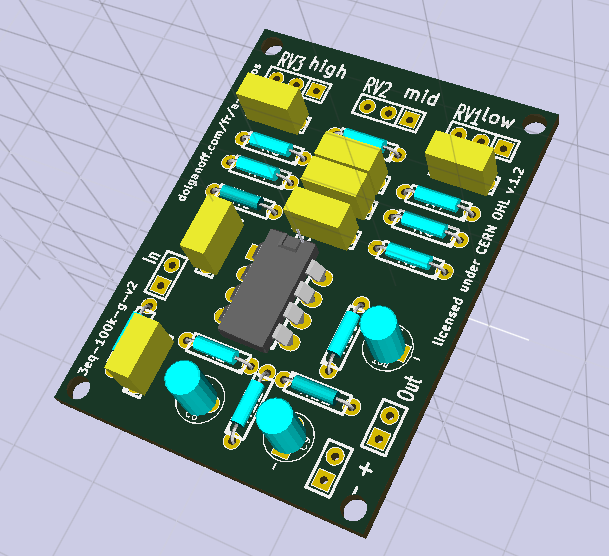 RV3 high
RV2 mid
RV1 low
dolganoff.com/fr/a
licensed under CERN OHL v.1.2
In
3eq-100k-g-v2
Out
+
-